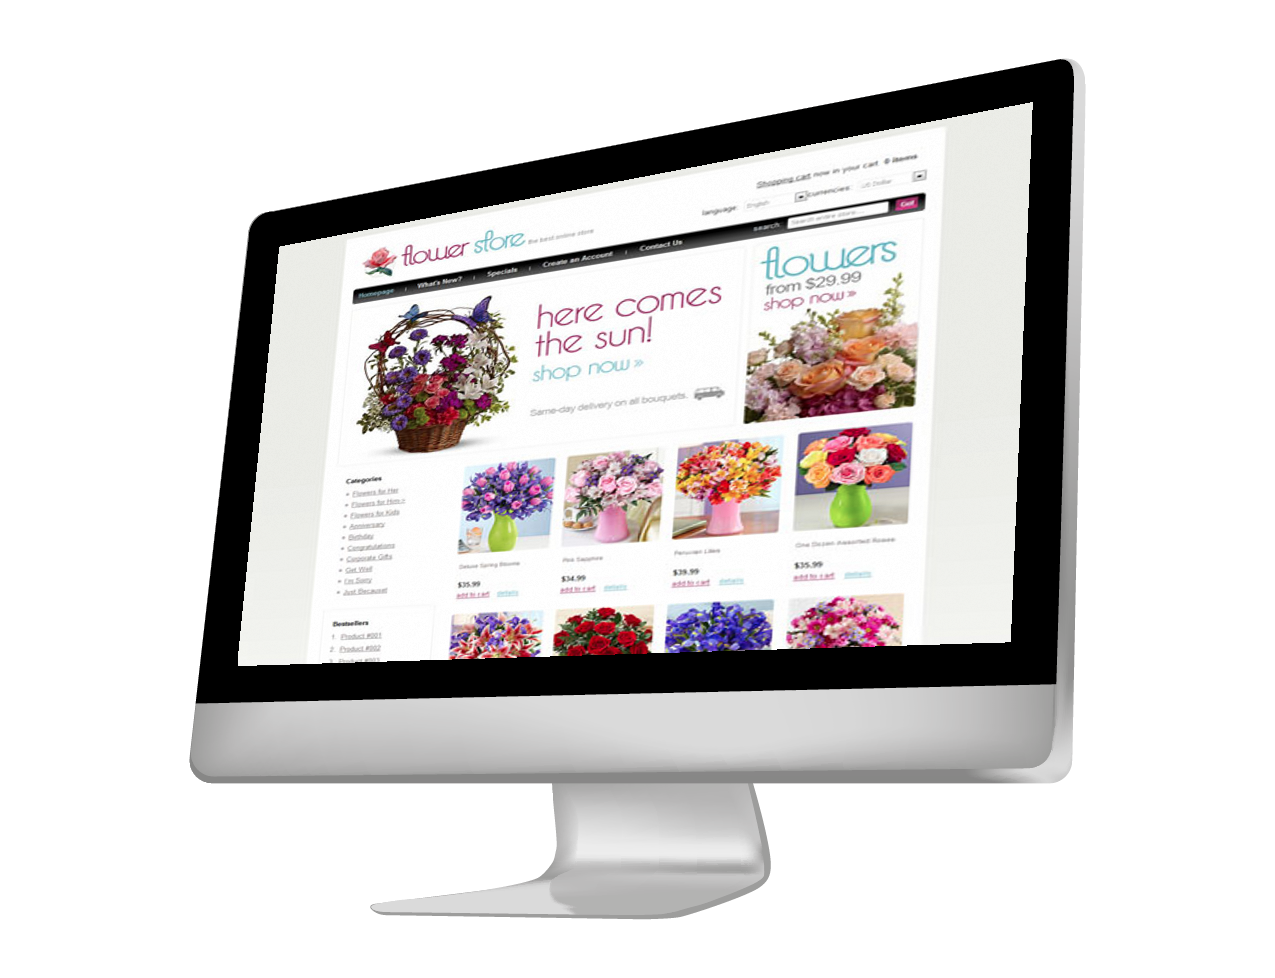 Shopping cart now in your cart 0 items
language: English Currencies: US Dollar
flower store the best online store
search: Search entire store... Go!
Homepage What's New? Specials Create an Account Contact Us
here comes
the sun!
shop now »
Same-day delivery on all bouquets.
flowers
from $29.99
shop now »
Categories
Flowers for Her
Flowers for Him
Flowers for Kids
Anniversary
Birthday
Congratulations
Corporate Gifts
Get Well
I'm Sorry
Just Because!
Deluxe Spring Blooms
$35.99
add to cart details
Pink Sapphire
$34.99
add to cart details
Peruvian Lilies
$39.99
add to cart details
One Dozen Assorted Roses
$35.99
add to cart details
Bestsellers
1. Product #001
2. Product #002
3. Product #003